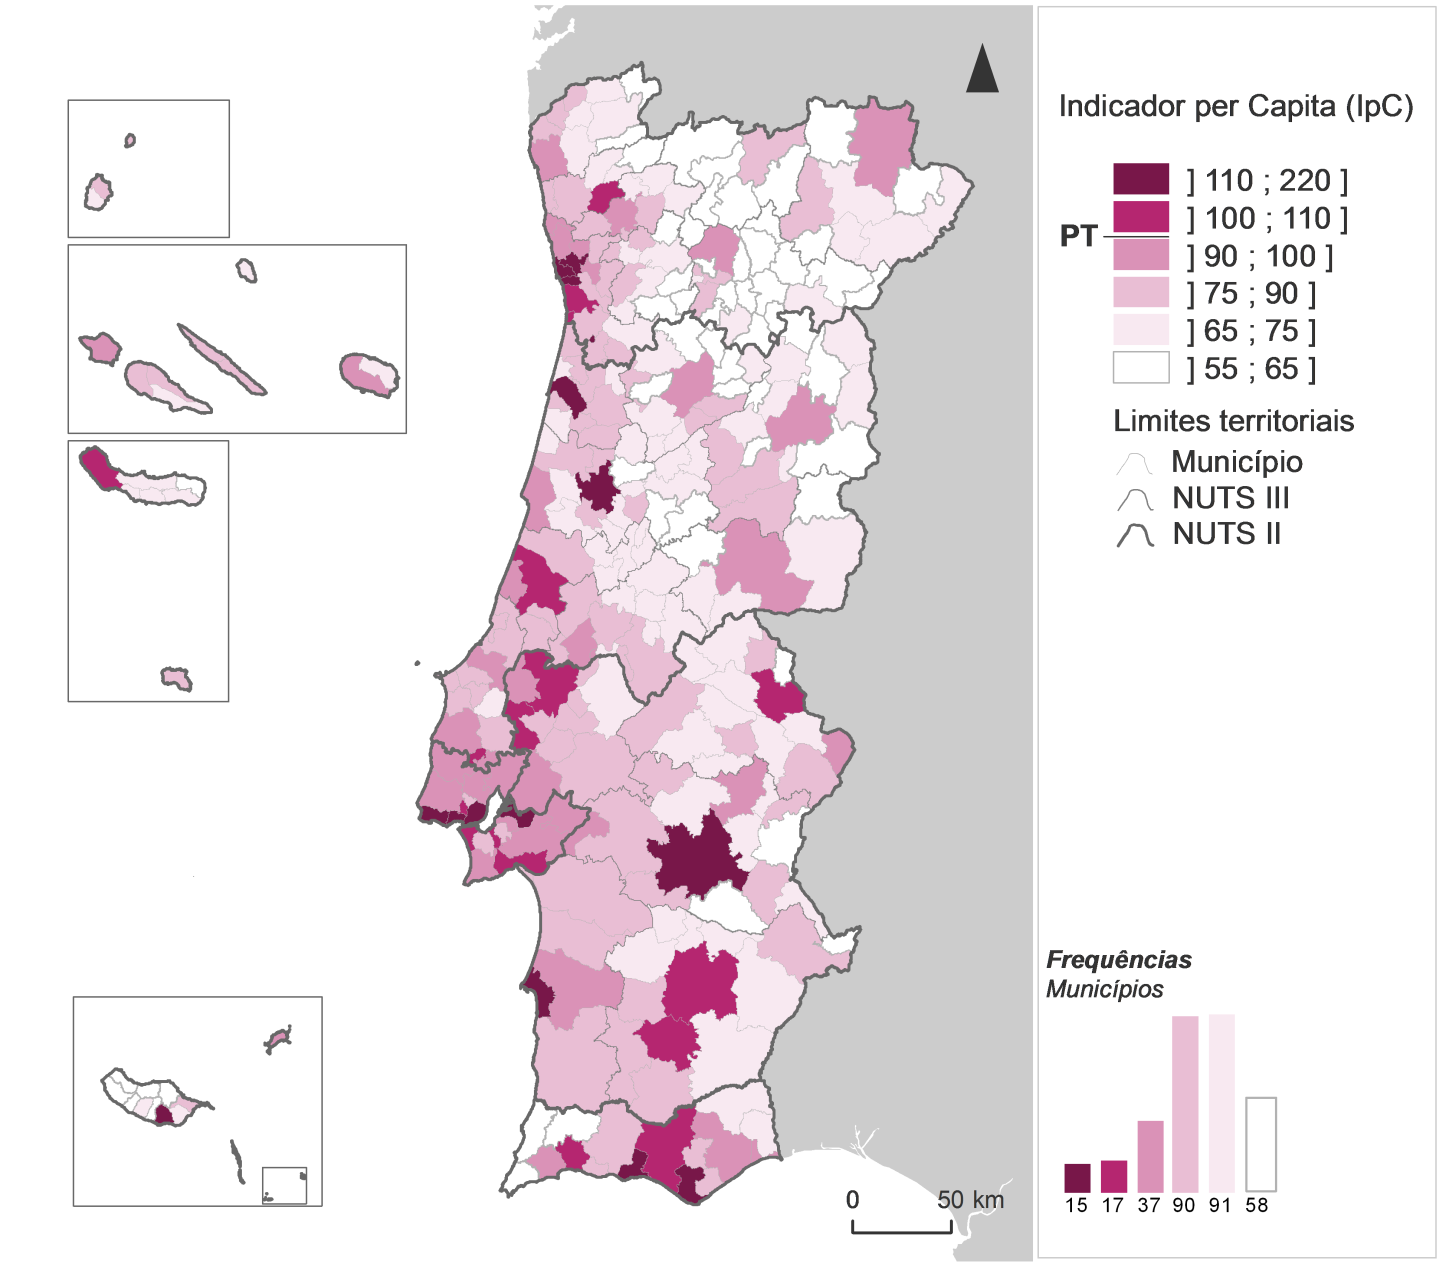 Indicador per Capita (IpC)
] 110 ; 220 ]
] 100 ; 110 ]
PT
] 90 ; 100 ]
] 75 ; 90 ]
] 65 ; 75 ]
] 55 ; 65 ]
Limites territoriais
Município
NUTS III
NUTS II
Frequências
Municípios
15 17 37 90 91 58
0 50 km